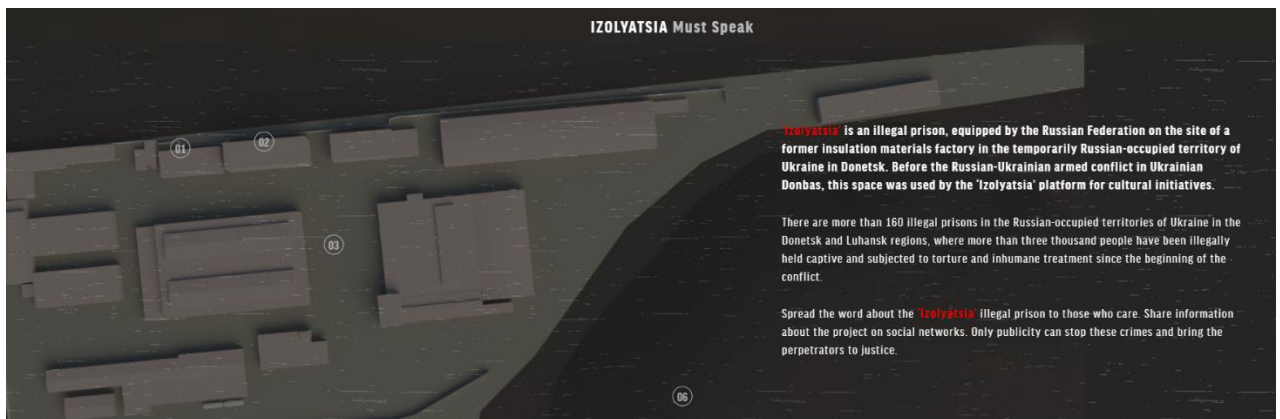 IZOLYATSIA Must Speak
01
02
'Izolyatsia' is an illegal prison, equipped by the Russian Federation on the site of a
former insulation materials factory in the temporarily Russian-occupied territory of
Ukraine in Donetsk. Before the Russian-Ukrainian armed conflict in Ukrainian
Donbas, this space was used by the 'Izolyatsia' platform for cultural initiatives.
03
There are more than 160 illegal prisons in the Russian-occupied territories of Ukraine in the
Donetsk and Luhansk regions, where more than three thousand people have been illegally
held captive and subjected to torture and inhumane treatment since the beginning of the
conflict.
Spread the word about the 'Izolyatsia' illegal prison to those who care. Share information
about the project on social networks. Only publicity can stop these crimes and bring the
perpetrators to justice.
06